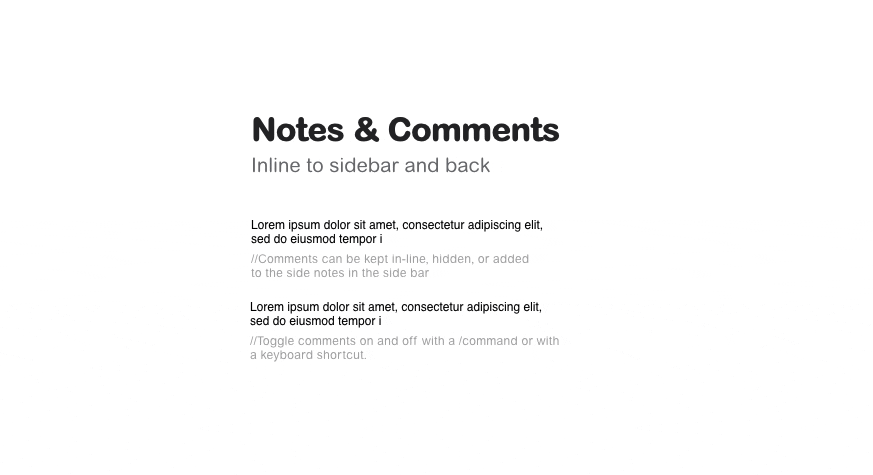 Notes & Comments
Inline to sidebar and back
Lorem ipsum dolor sit amet, consectetur adipiscing elit,
sed do eiusmod tempor i
//Comments can be kept in-line, hidden, or added
to the side notes in the side bar
Lorem ipsum dolor sit amet, consectetur adipiscing elit,
sed do eiusmod tempor i
//Toggle comments on and off with a /command or with
a keyboard shortcut.